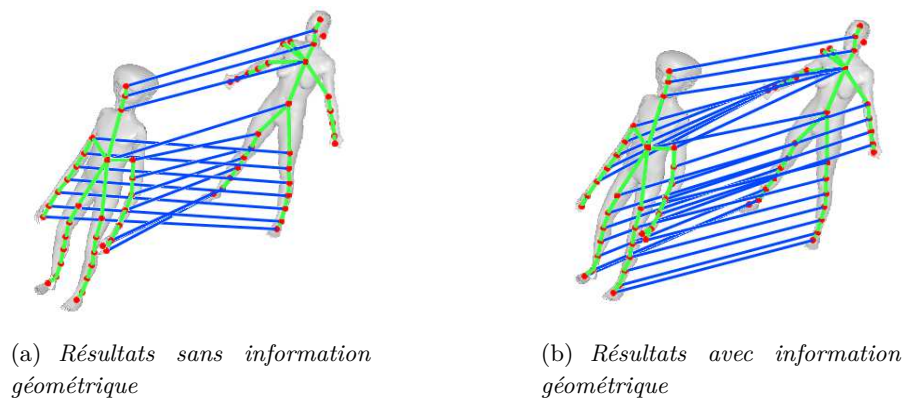 (a) Résultats sans information
géométrique
(b) Résultats avec information
géométrique